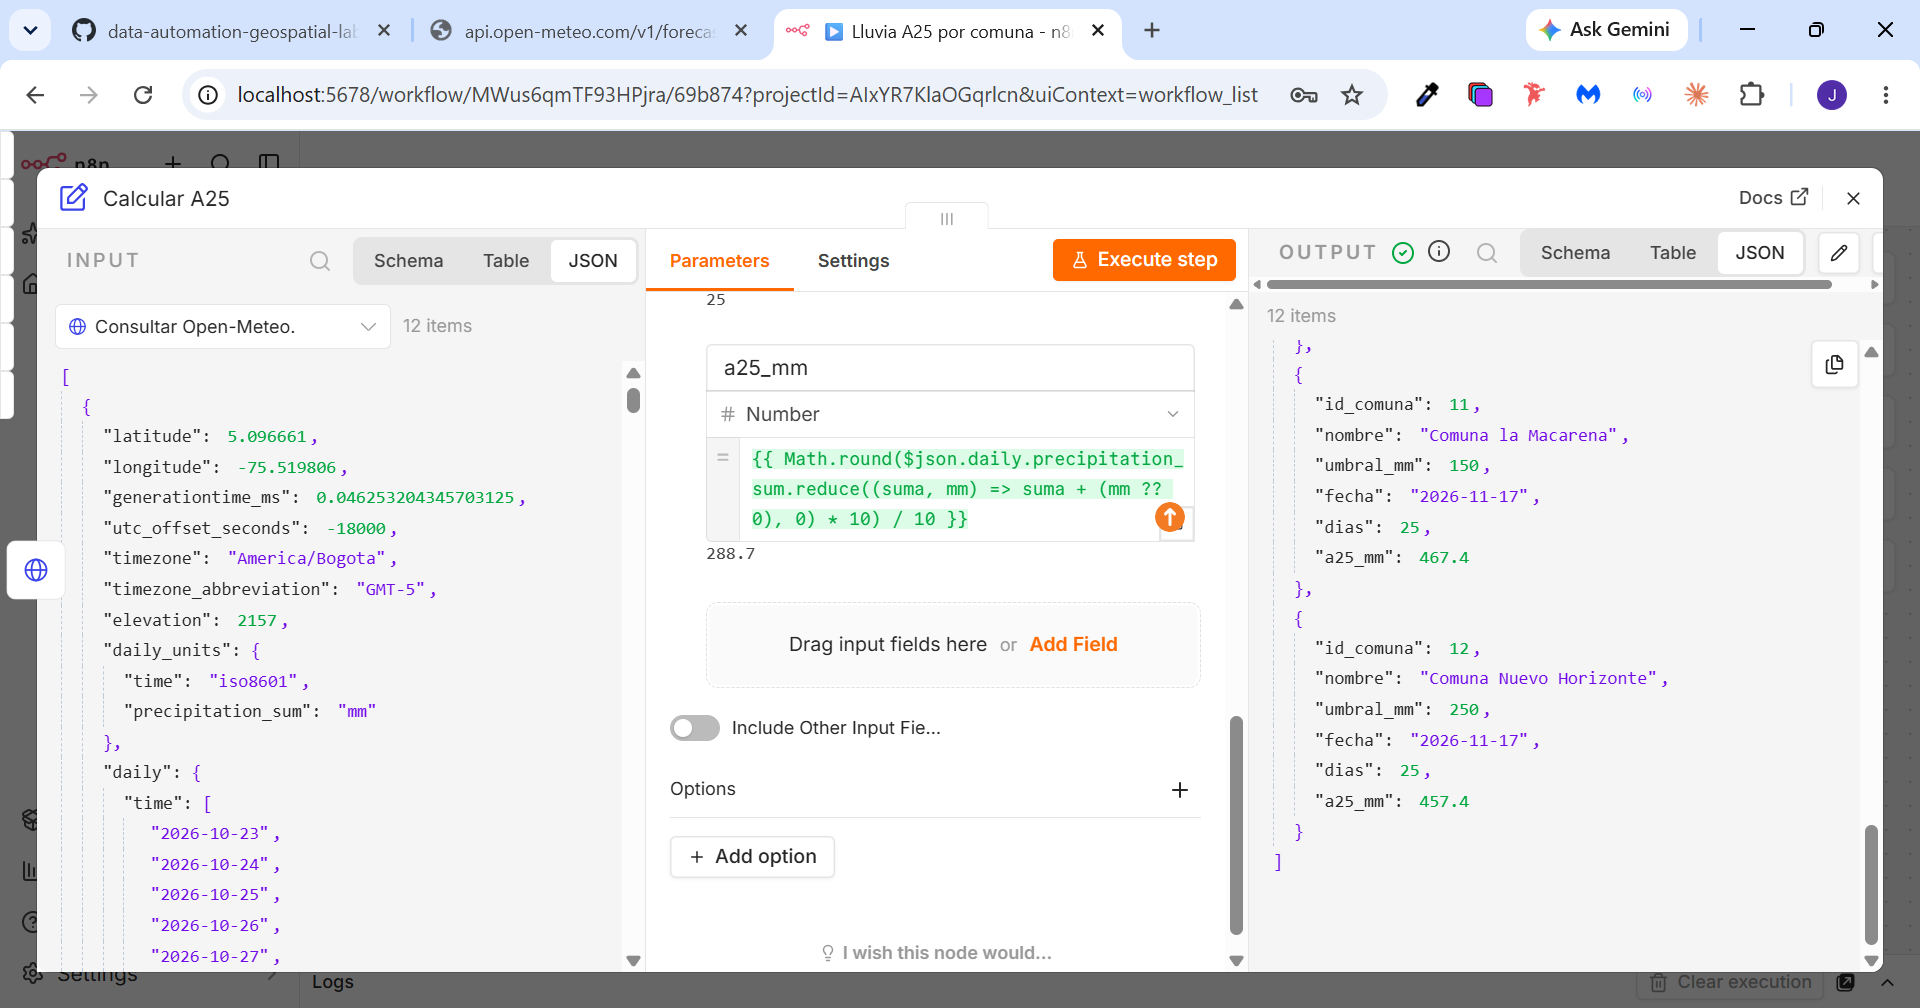 data-automation-geospatial-lab
api.open-meteo.com/v1/foreca
Lluvia A25 por comuna - n8
Ask Gemini
localhost:5678/workflow/MWus6qmTF93HPjra/69b874?projectId=AIxYR7KlaOGqrlcn&uiContext=workflow_list
J
n8n
Calcular A25
Docs
INPUT
Schema
Table
JSON
Consultar Open-Meteo.
12 items
[
{
"latitude": 5.096661,
"longitude": -75.519806,
"generationtime_ms": 0.046253204345703125,
"utc_offset_seconds": -18000,
"timezone": "America/Bogota",
"timezone_abbreviation": "GMT-5",
"elevation": 2157,
"daily_units": {
"time": "iso8601",
"precipitation_sum": "mm"
},
"daily": {
"time": [
"2026-10-23",
"2026-10-24",
"2026-10-25",
"2026-10-26",
"2026-10-27",
Parameters
Settings
Execute step
25
a25_mm
# Number
=
{{ Math.round($json.daily.precipitation_
sum.reduce((suma, mm) => suma + (mm ??
0), 0) * 10) / 10 }}
288.7
Drag input fields here or Add Field
Include Other Input Fie...
Options
+ Add option
I wish this node would...
OUTPUT
Schema
Table
JSON
12 items
},
{
"id_comuna": 11,
"nombre": "Comuna la Macarena",
"umbral_mm": 150,
"fecha": "2026-11-17",
"dias": 25,
"a25_mm": 467.4
},
{
"id_comuna": 12,
"nombre": "Comuna Nuevo Horizonte",
"umbral_mm": 250,
"fecha": "2026-11-17",
"dias": 25,
"a25_mm": 457.4
}
]
Settings
Logs
Clear execution